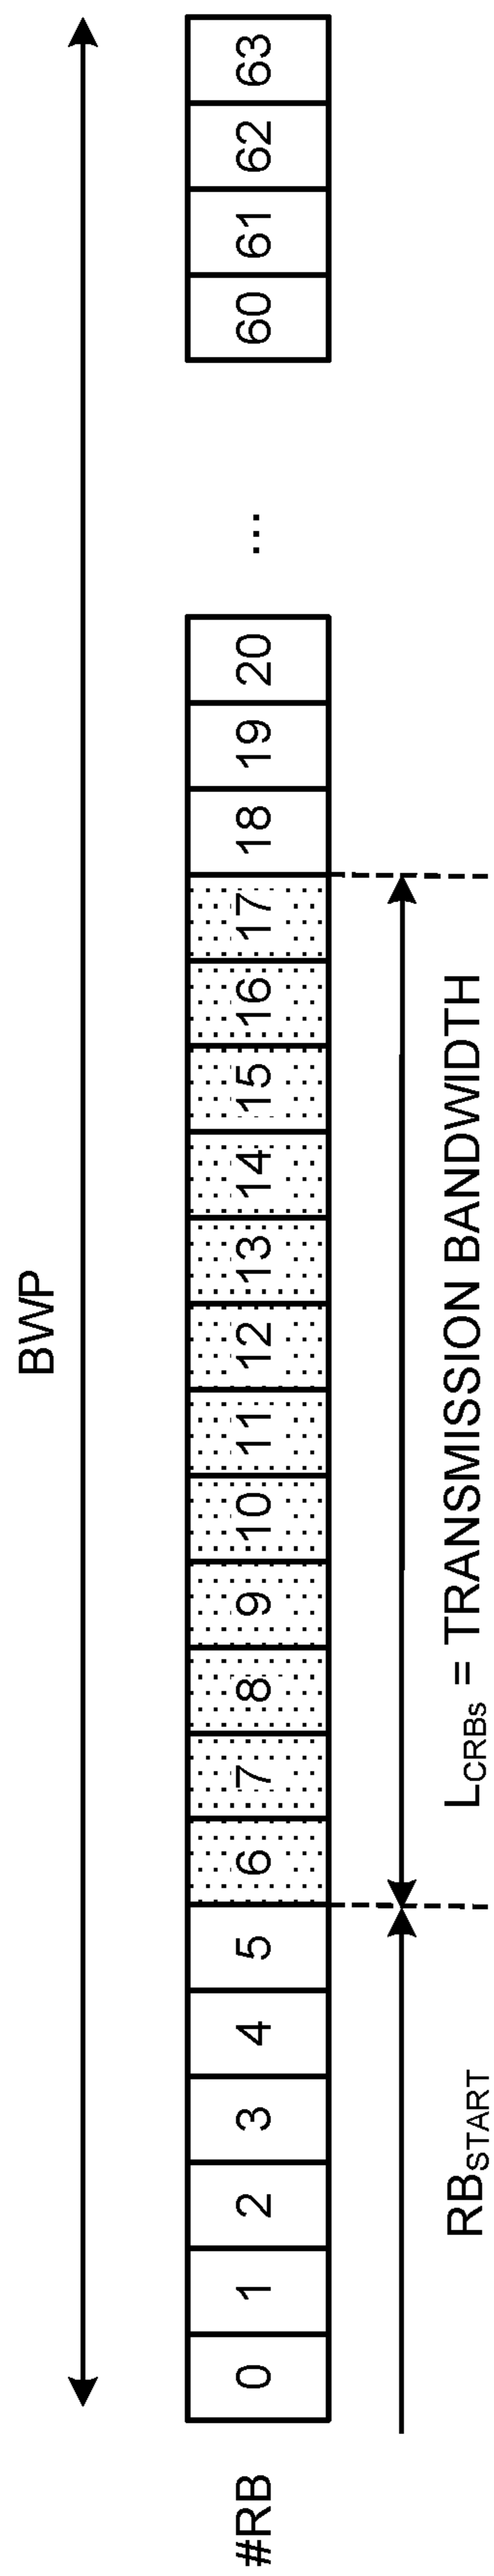 BWP
#RB 0 1 2 3 4 5 6 7 8 9 10 11 12 13 14 15 16 17 18 19 20 ... 60 61 62 63
RBSTART LCRBs = TRANSMISSION BANDWIDTH